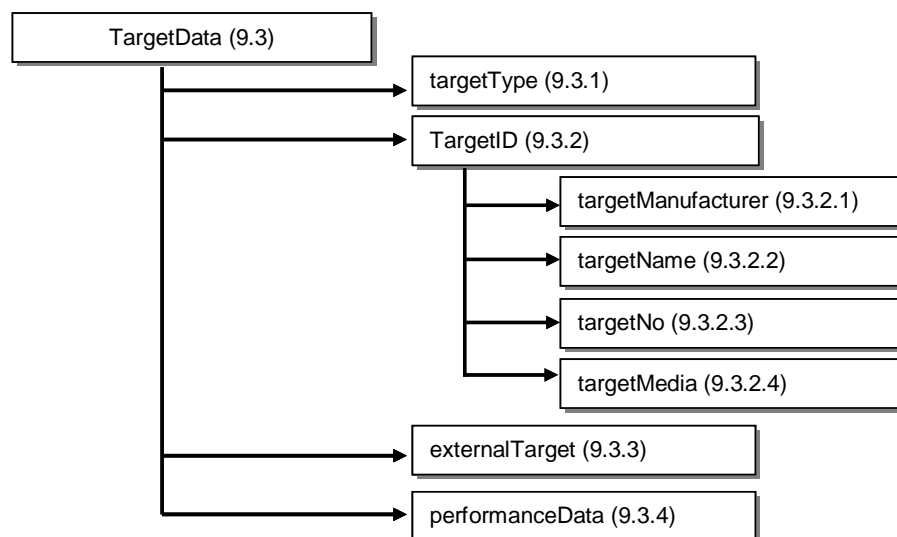 TargetData (9.3)
targetType (9.3.1)
TargetID (9.3.2)
targetManufacturer (9.3.2.1)
targetName (9.3.2.2)
targetNo (9.3.2.3)
targetMedia (9.3.2.4)
externalTarget (9.3.3)
performanceData (9.3.4)